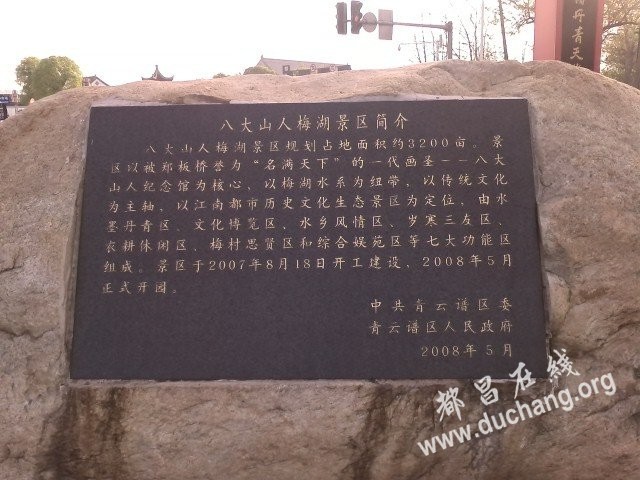 丹青天
八大山人梅湖景区简介
八大山人梅湖景区规划占地面积约3200亩。景
区以被郑板桥誉为“名满天下”的一代画圣——八大
山人纪念馆为核心，以梅湖水系为纽带，以传统文化
为主轴，以江南都市历史文化生态景区为定位，由水
墨丹青区、文化博览区、水乡风情区、岁寒三友区、
农耕休闲区、梅村思贤区和综合娱苑区等七大功能区
组成。景区于2007年8月18日开工建设，2008年5月
正式开园。
中共青云谱区委
青云谱区人民政府
2008年5月
都昌在线
www.duchang.org